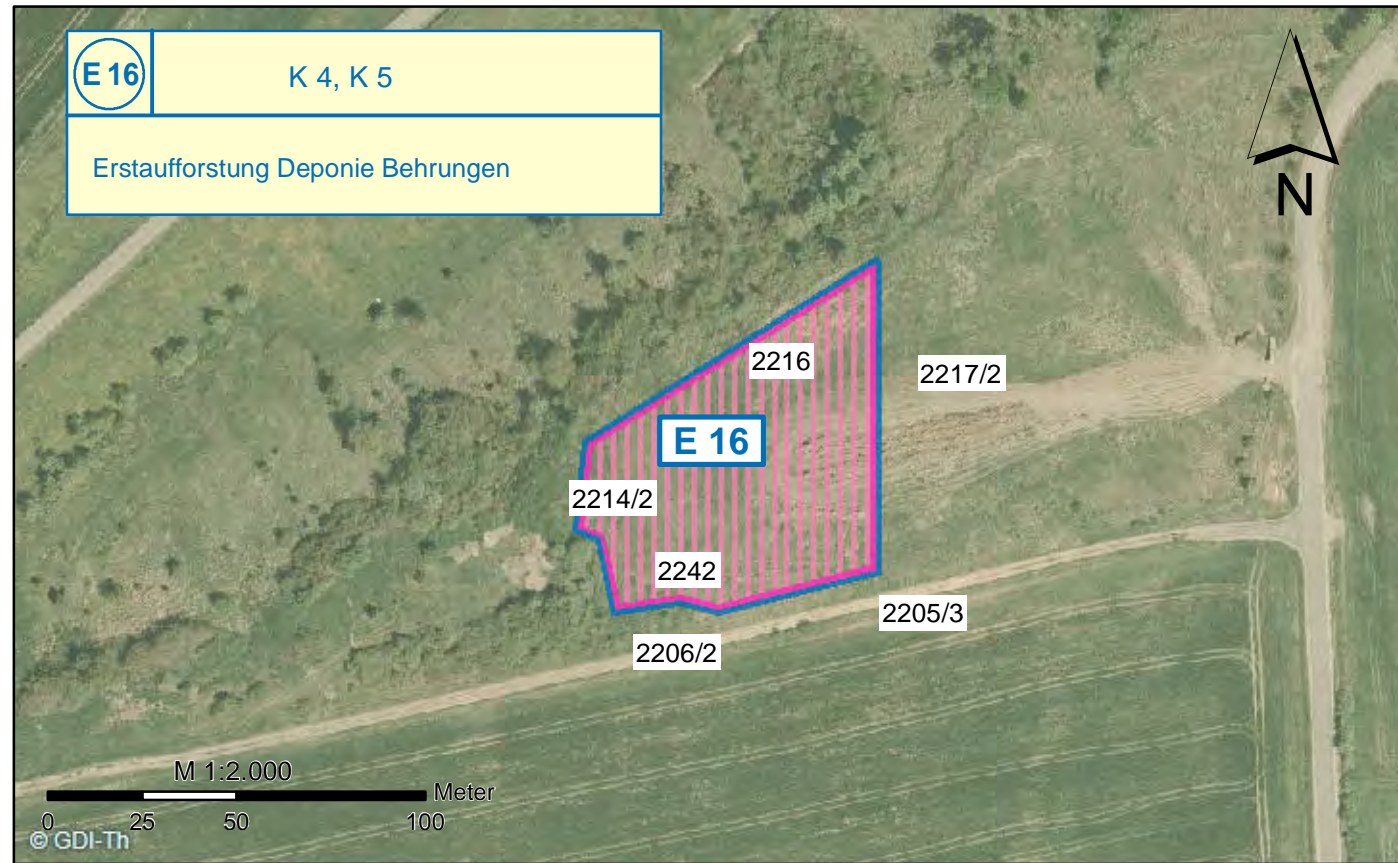 E 16
K 4, K 5
Erstaufforstung Deponie Behrungen
N
2216
2217/2
E 16
2214/2
2242
2205/3
2206/2
M 1:2.000
Meter
0 25 50 100
© GDI-Th